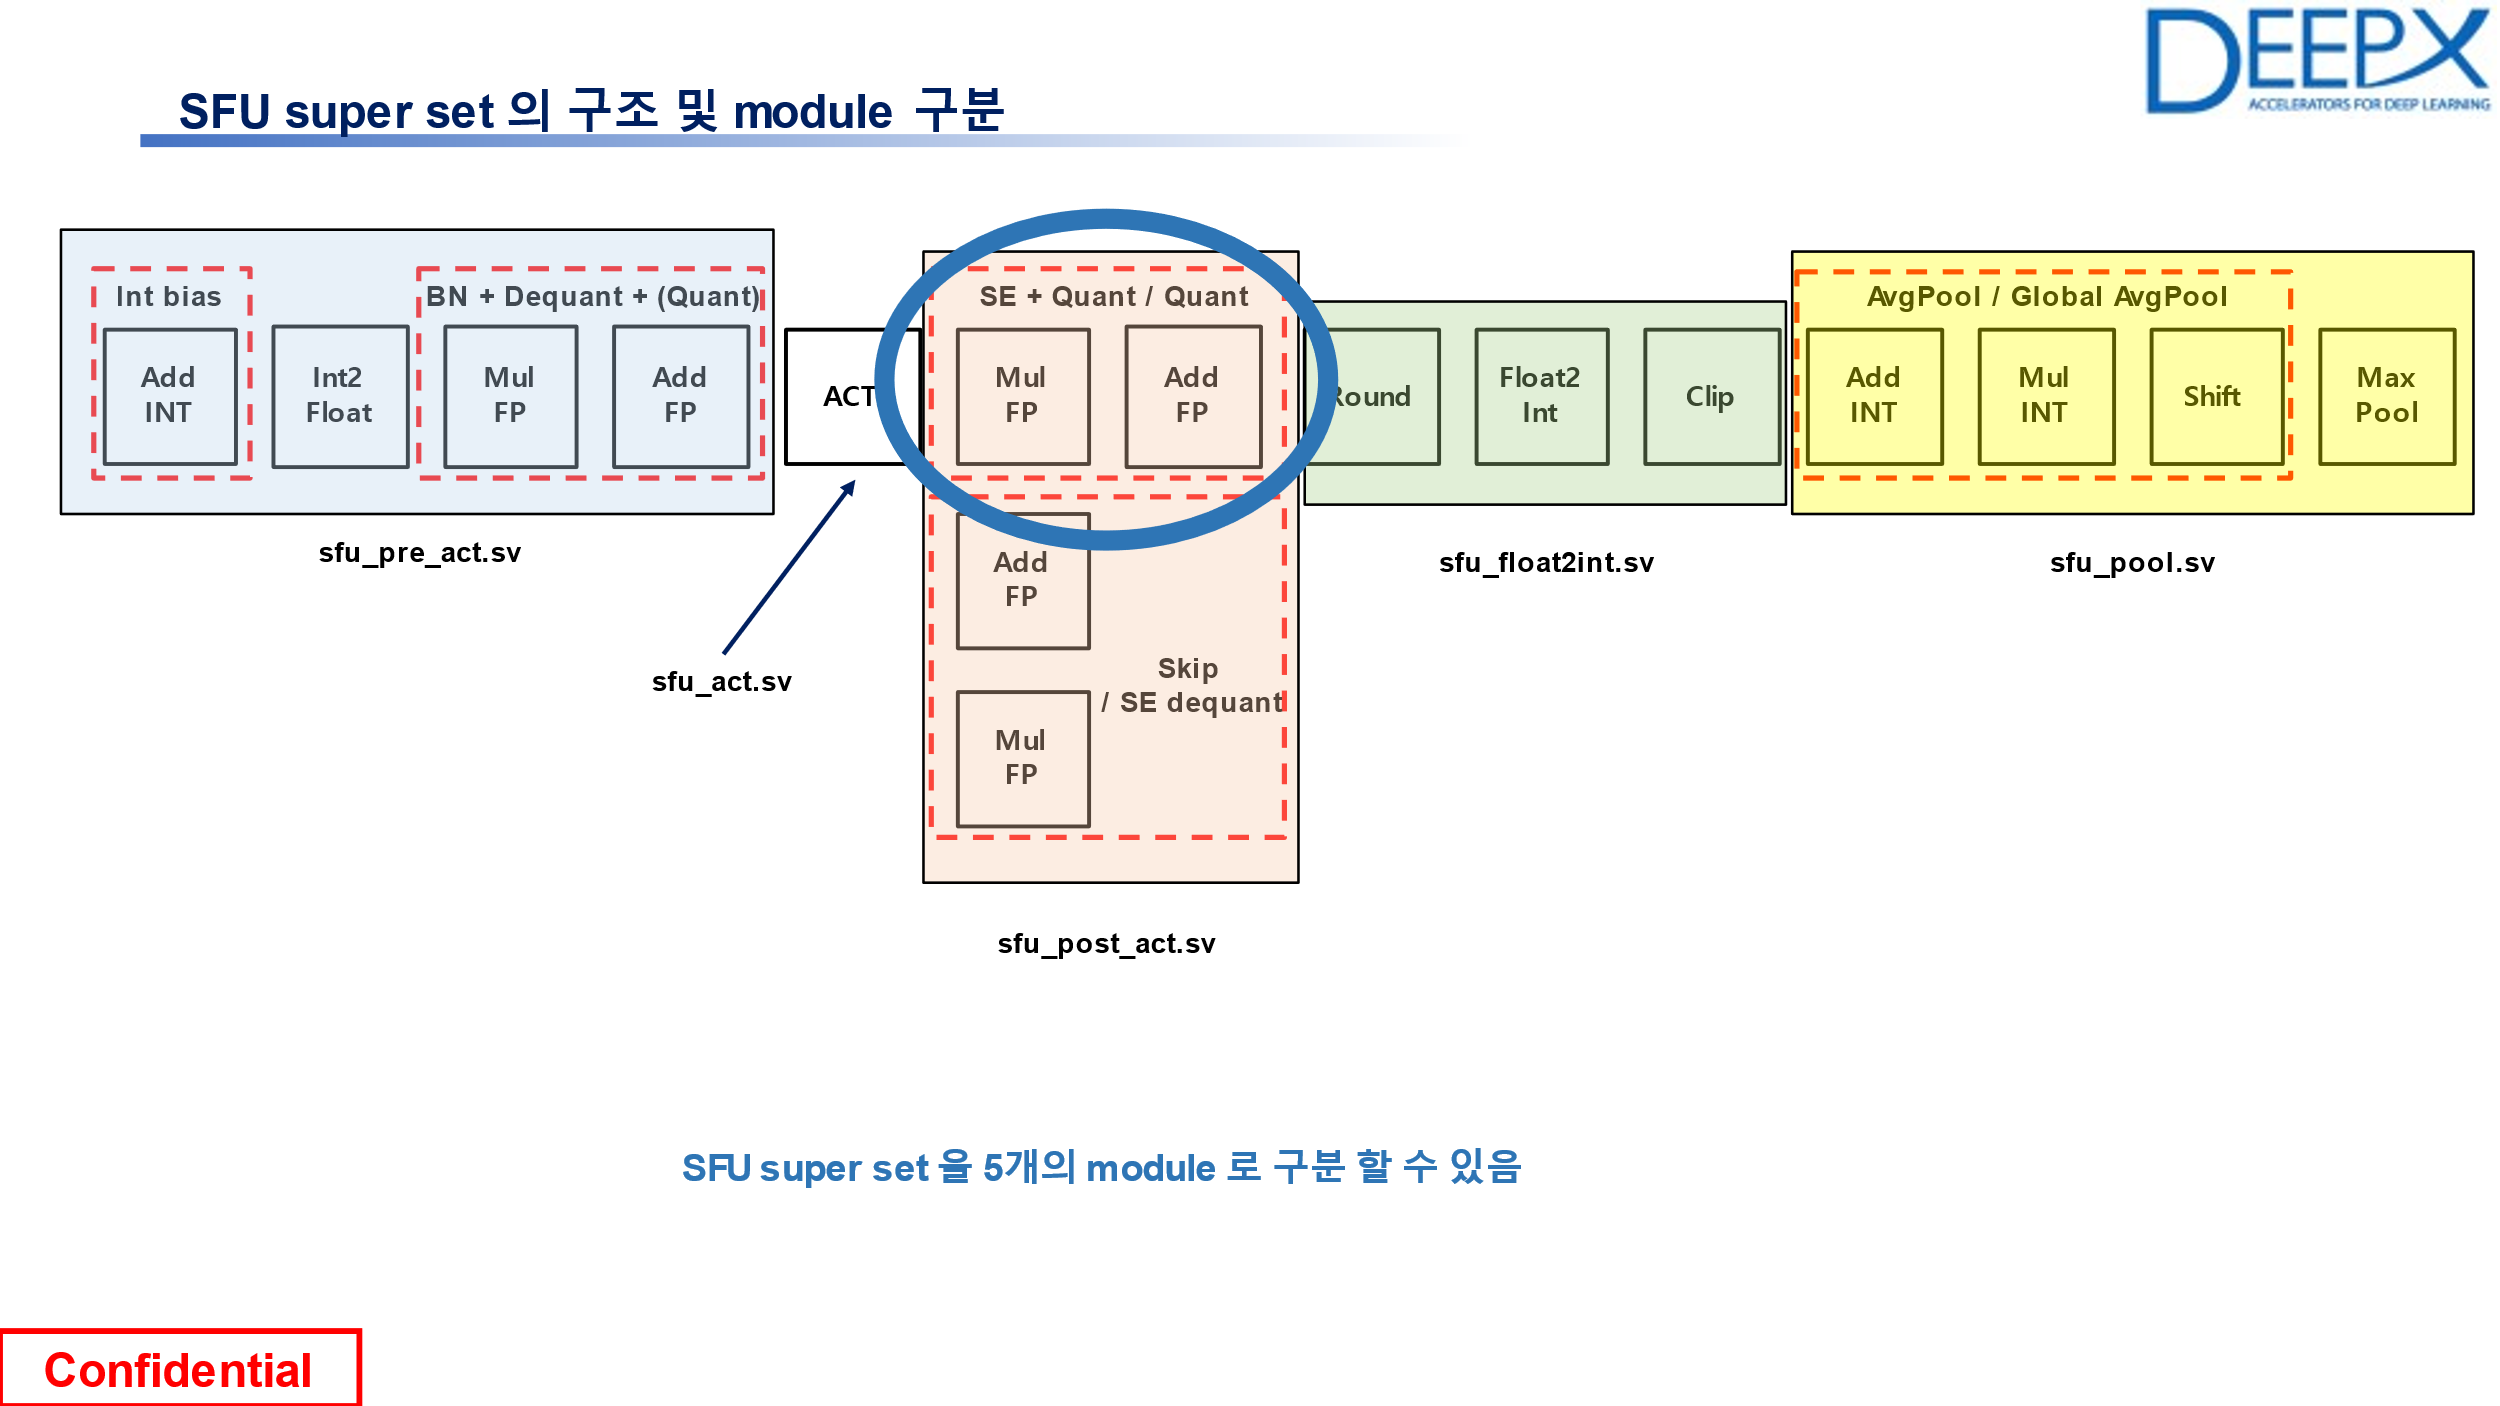 DEEPX
ACCELERATORS FOR DEEP LEARNING
SFU super set 의 구조 및 module 구분
Int bias
BN + Dequant + (Quant)
SE + Quant / Quant
AvgPool / Global AvgPool
Add
INT
Int2
Float
Mul
FP
Add
FP
ACT
Mul
FP
Add
FP
Round
Float2
Int
Clip
Add
INT
Mul
INT
Shift
Max
Pool
sfu_pre_act.sv
Add
FP
sfu_float2int.sv
sfu_pool.sv
sfu_act.sv
Skip
/ SE dequant
Mul
FP
sfu_post_act.sv
SFU super set 을 5개의 module 로 구분 할 수 있음
Confidential